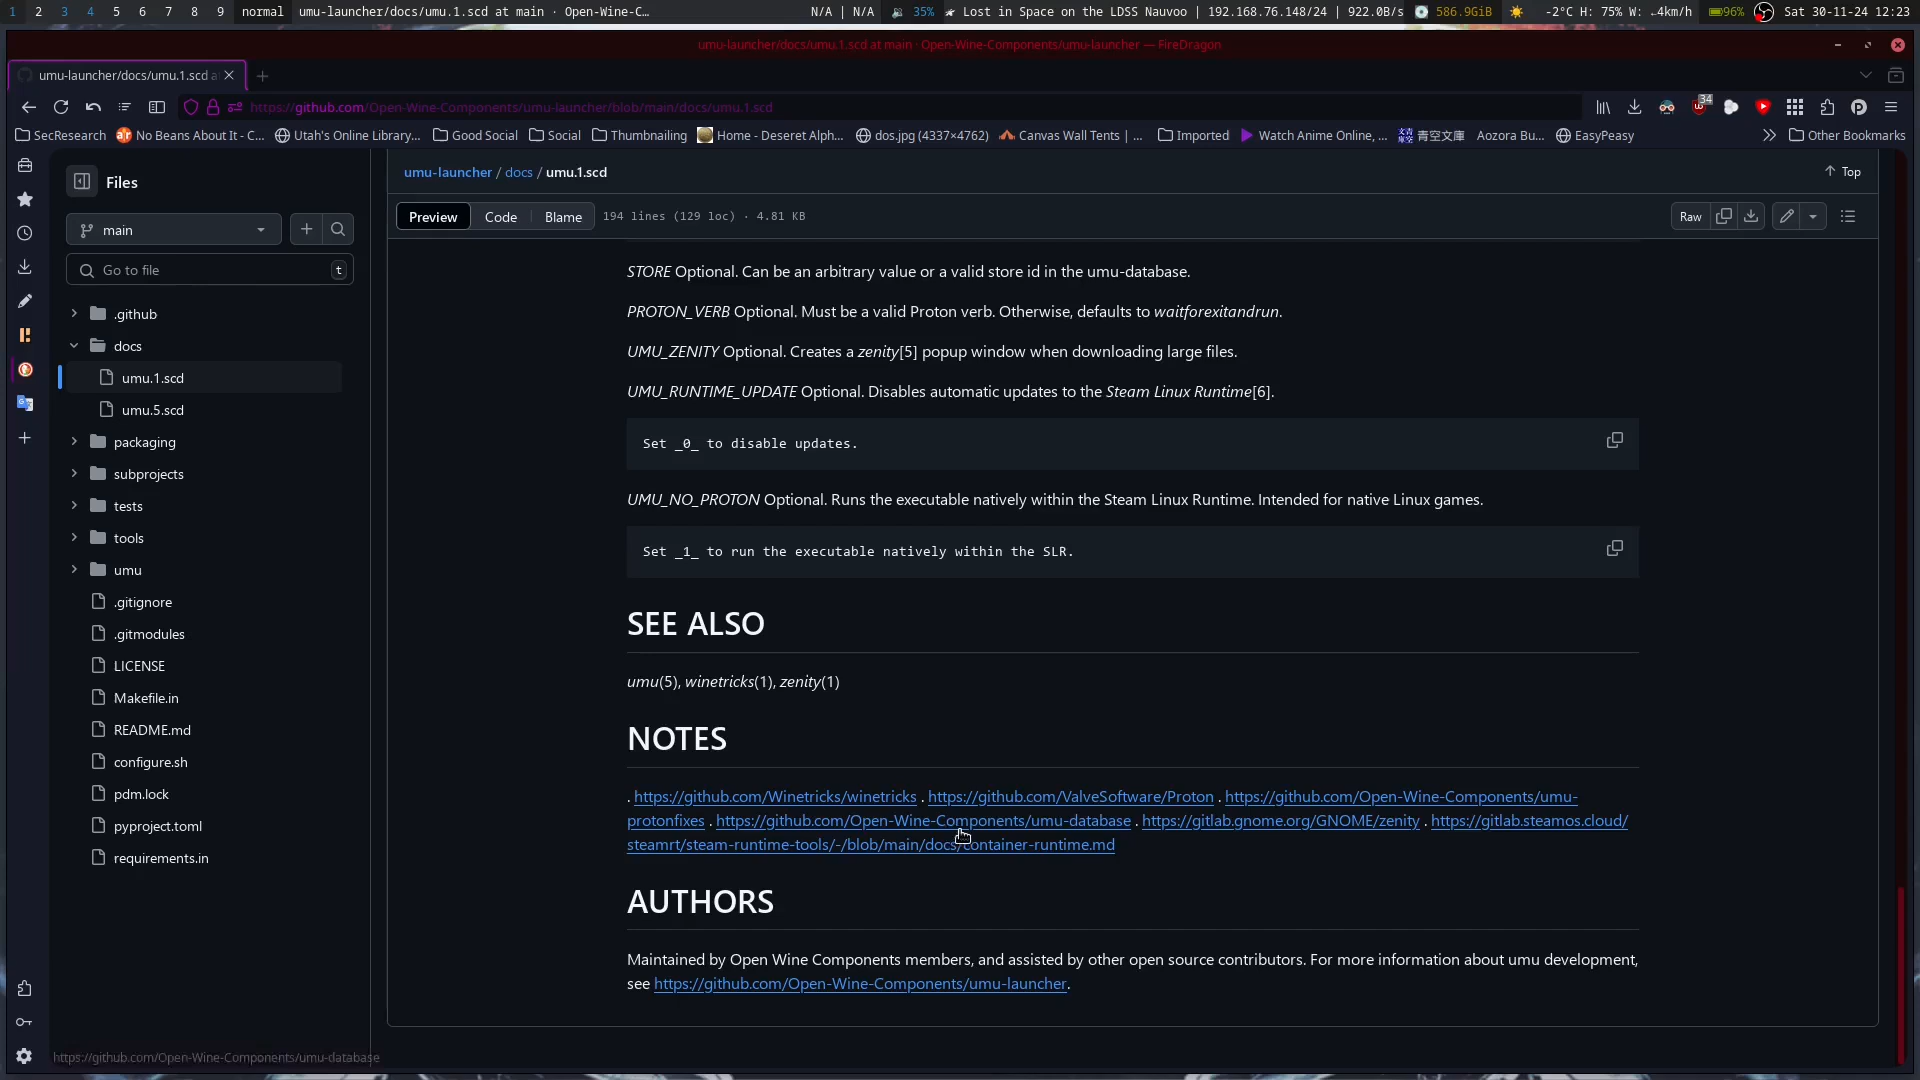 1 2 3 4 5 6 7 8 9 normal umu-launcher/docs/umu.1.scd at main · Open-Wine-C… N/A | N/A 35% Lost in Space on the LDSS Nauvoo | 192.168.76.148/24 | 922.0B/s 586.9GiB -2°C H: 75% W: ←4km/h 96% Sat 30-11-24 12:23
umu-launcher/docs/umu.1.scd at main · Open-Wine-Components/umu-launcher — FireDragon
umu-launcher/docs/umu.1.scd a
https://github.com/Open-Wine-Components/umu-launcher/blob/main/docs/umu.1.scd
34
SecResearch No Beans About It - C… Utah's Online Library… Good Social Social Thumbnailing Home - Deseret Alph… dos.jpg (4337×4762) Canvas Wall Tents | … Imported Watch Anime Online, … 青空文庫 Aozora Bu… EasyPeasy Other Bookmarks
Files
main
Go to file t
.github
docs
umu.1.scd
umu.5.scd
packaging
subprojects
tests
tools
umu
.gitignore
.gitmodules
LICENSE
Makefile.in
README.md
configure.sh
pdm.lock
pyproject.toml
requirements.in
umu-launcher / docs / umu.1.scd
Top
Preview Code Blame 194 lines (129 loc) · 4.81 KB
Raw
STORE Optional. Can be an arbitrary value or a valid store id in the umu-database.
PROTON_VERB Optional. Must be a valid Proton verb. Otherwise, defaults to waitforexitandrun.
UMU_ZENITY Optional. Creates a zenity[5] popup window when downloading large files.
UMU_RUNTIME_UPDATE Optional. Disables automatic updates to the Steam Linux Runtime[6].
Set _0_ to disable updates.
UMU_NO_PROTON Optional. Runs the executable natively within the Steam Linux Runtime. Intended for native Linux games.
Set _1_ to run the executable natively within the SLR.
SEE ALSO
umu(5), winetricks(1), zenity(1)
NOTES
. https://github.com/Winetricks/winetricks . https://github.com/ValveSoftware/Proton . https://github.com/Open-Wine-Components/umu-
protonfixes . https://github.com/Open-Wine-Components/umu-database . https://gitlab.gnome.org/GNOME/zenity . https://gitlab.steamos.cloud/
steamrt/steam-runtime-tools/-/blob/main/docs/container-runtime.md
AUTHORS
Maintained by Open Wine Components members, and assisted by other open source contributors. For more information about umu development,
see https://github.com/Open-Wine-Components/umu-launcher.
https://github.com/Open-Wine-Components/umu-database